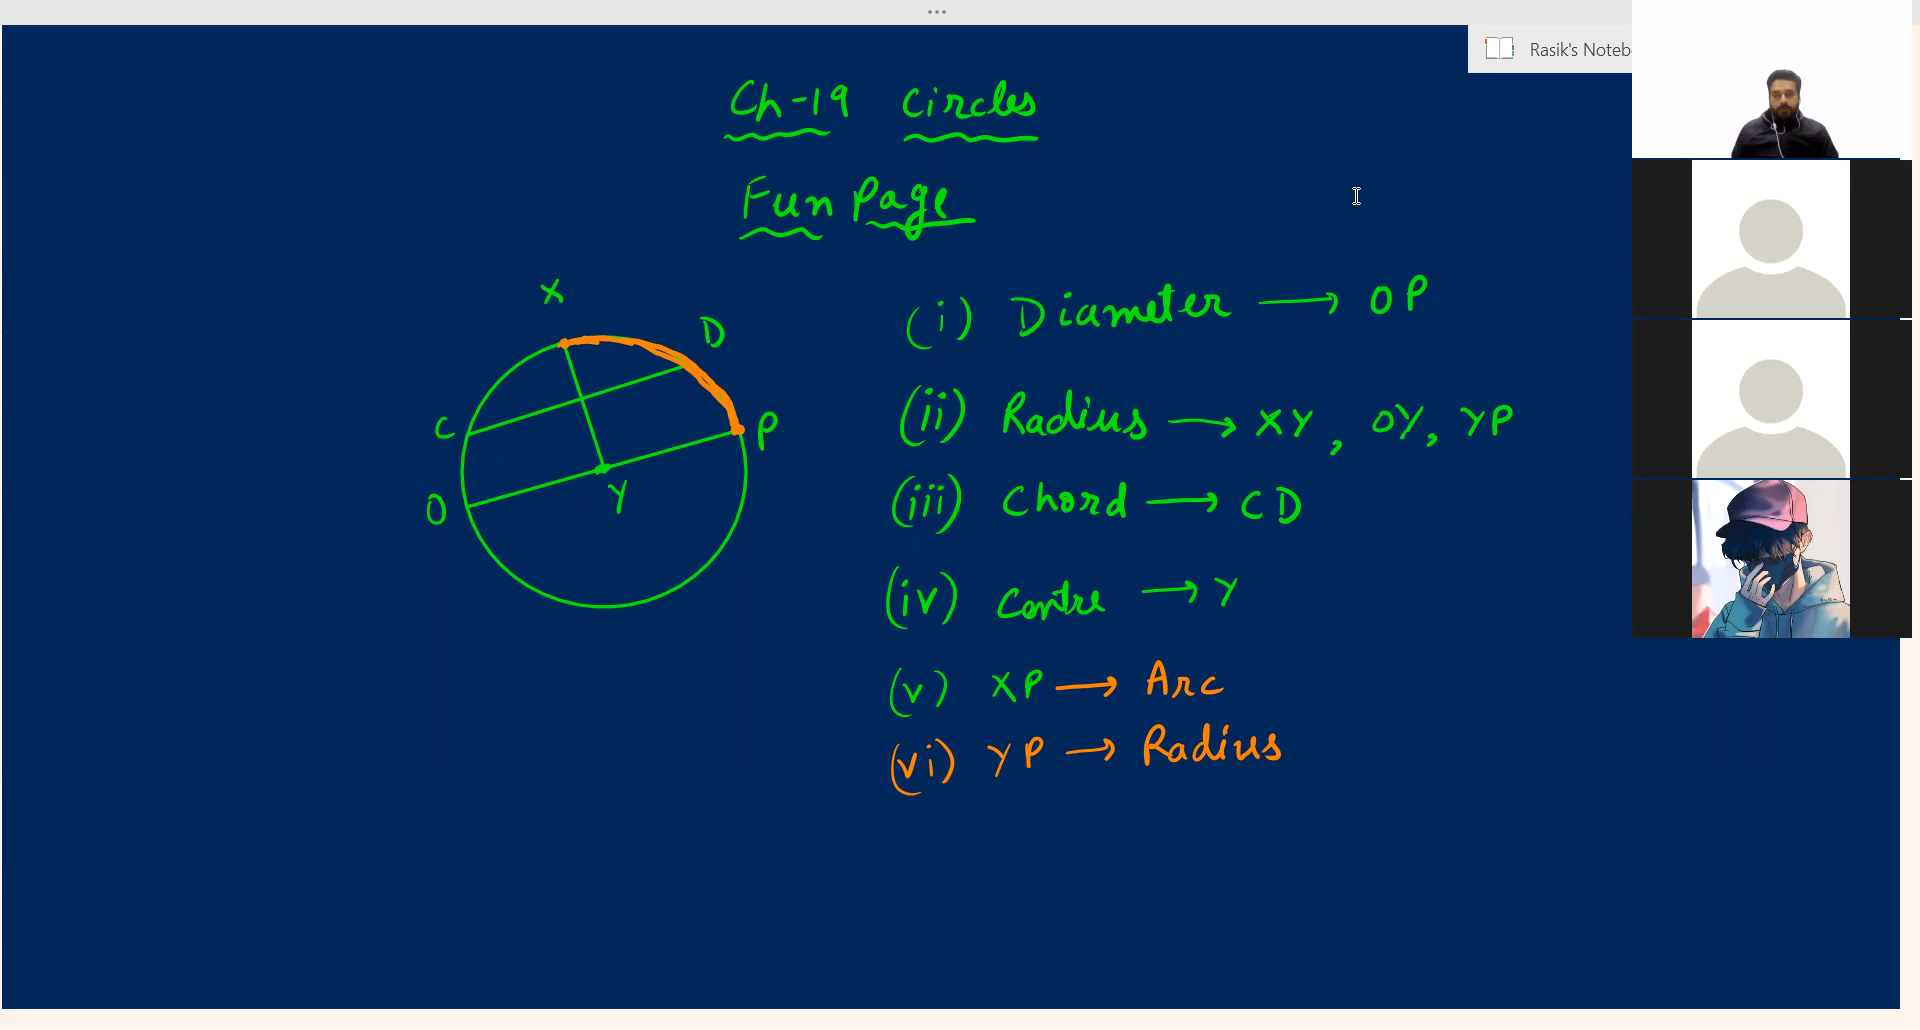 Rasik's Noteb
Ch-19 Circles
Fun Page
X
D
C
P
O
Y
(i) Diameter → OP
(ii) Radius → XY, OY, YP
(iii) Chord → CD
(iv) Centre → Y
(v) XP → Arc
(vi) YP → Radius